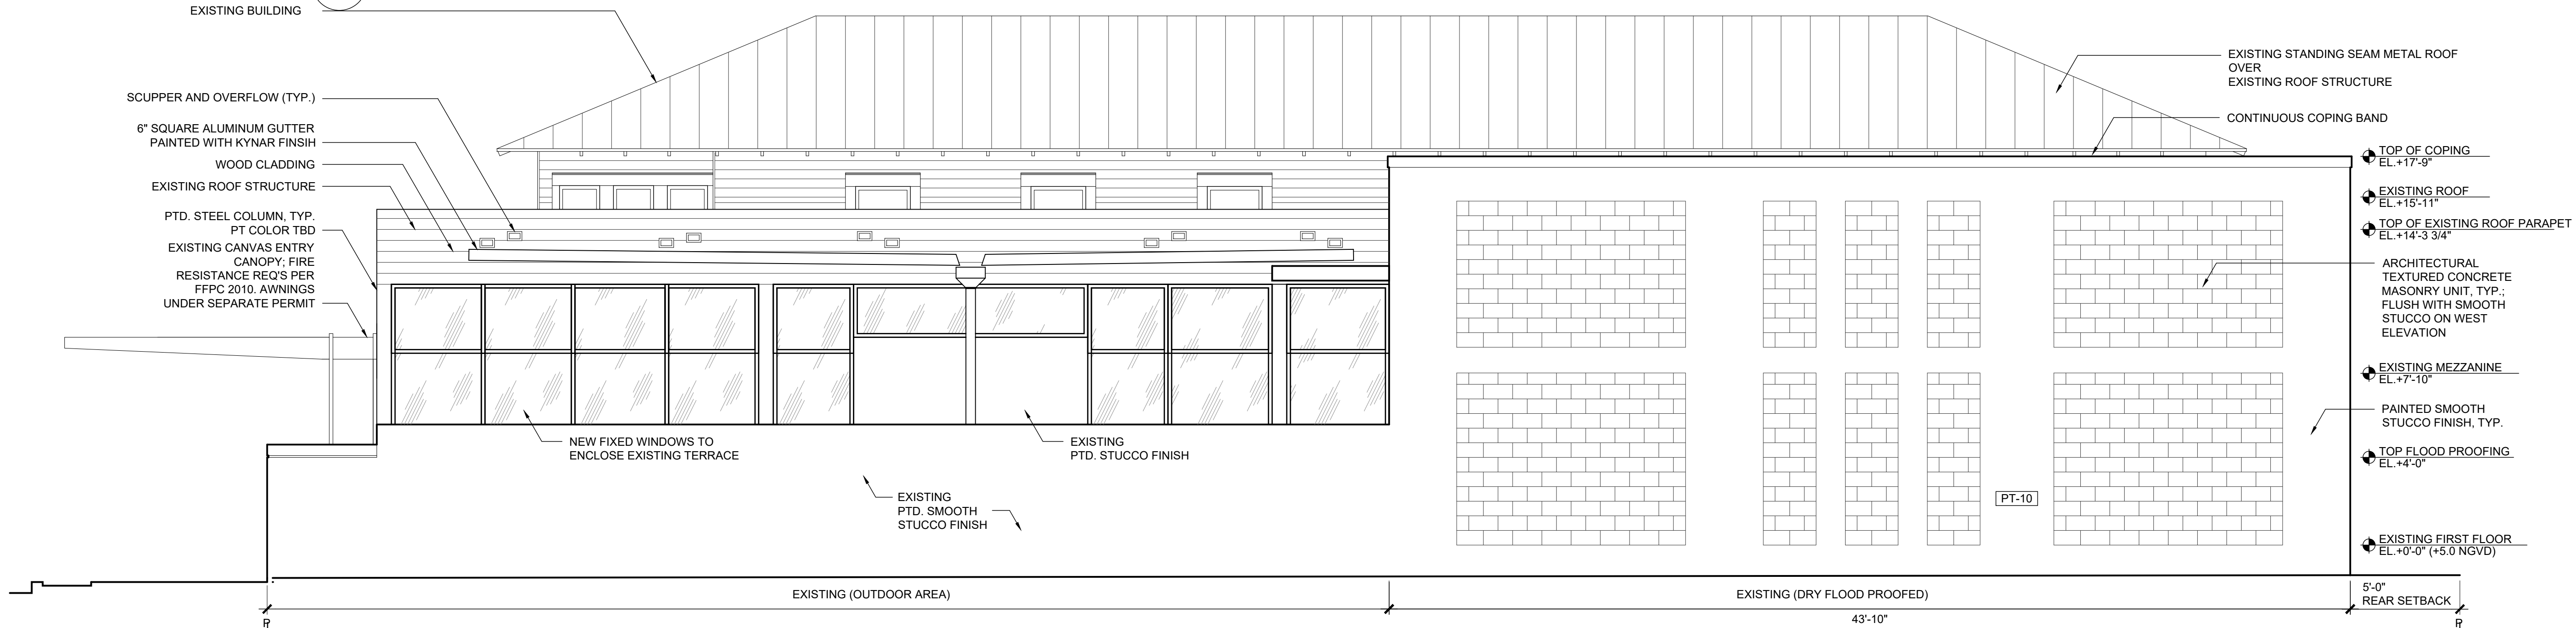 EXISTING BUILDING
SCUPPER AND OVERFLOW (TYP.)
6" SQUARE ALUMINUM GUTTER
PAINTED WITH KYNAR FINSIH
WOOD CLADDING
EXISTING ROOF STRUCTURE
PTD. STEEL COLUMN, TYP.
PT COLOR TBD
EXISTING CANVAS ENTRY
CANOPY; FIRE
RESISTANCE REQ'S PER
FFPC 2010. AWNINGS
UNDER SEPARATE PERMIT
NEW FIXED WINDOWS TO
ENCLOSE EXISTING TERRACE
EXISTING
PTD. STUCCO FINISH
EXISTING
PTD. SMOOTH
STUCCO FINISH
PT-10
EXISTING STANDING SEAM METAL ROOF
OVER
EXISTING ROOF STRUCTURE
CONTINUOUS COPING BAND
TOP OF COPING
EL.+17'-9"
EXISTING ROOF
EL.+15'-11"
TOP OF EXISTING ROOF PARAPET
EL.+14'-3 3/4"
ARCHITECTURAL
TEXTURED CONCRETE
MASONRY UNIT, TYP.;
FLUSH WITH SMOOTH
STUCCO ON WEST
ELEVATION
EXISTING MEZZANINE
EL.+7'-10"
PAINTED SMOOTH
STUCCO FINISH, TYP.
TOP FLOOD PROOFING
EL.+4'-0"
EXISTING FIRST FLOOR
EL.+0'-0" (+5.0 NGVD)
EXISTING (OUTDOOR AREA)
EXISTING (DRY FLOOD PROOFED)
43'-10"
5'-0"
REAR SETBACK